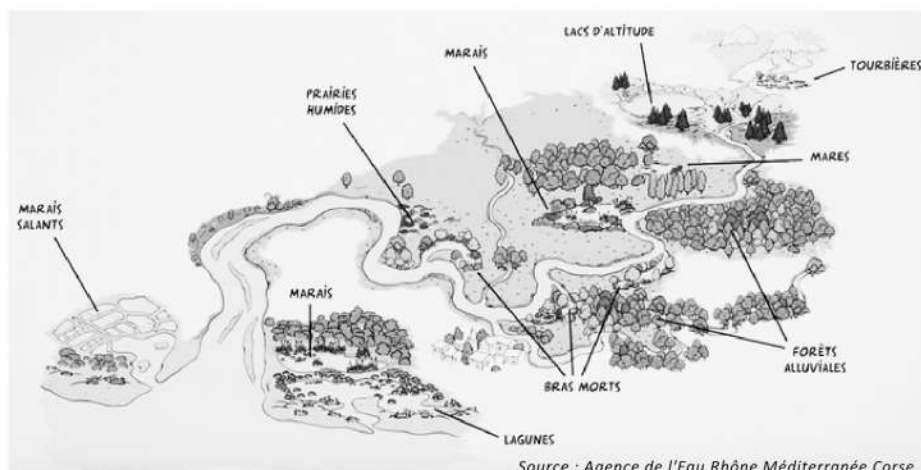 LACS D'ALTITUDE
MARAIS
TOURBIÈRES
PRAIRIES
HUMIDES
MARES
MARAIS
SALANTS
MARAIS
FORÊTS
ALLUVIALES
BRAS MORTS
LAGUNES
Source : Agence de l'Eau Rhône Méditerranée Corse